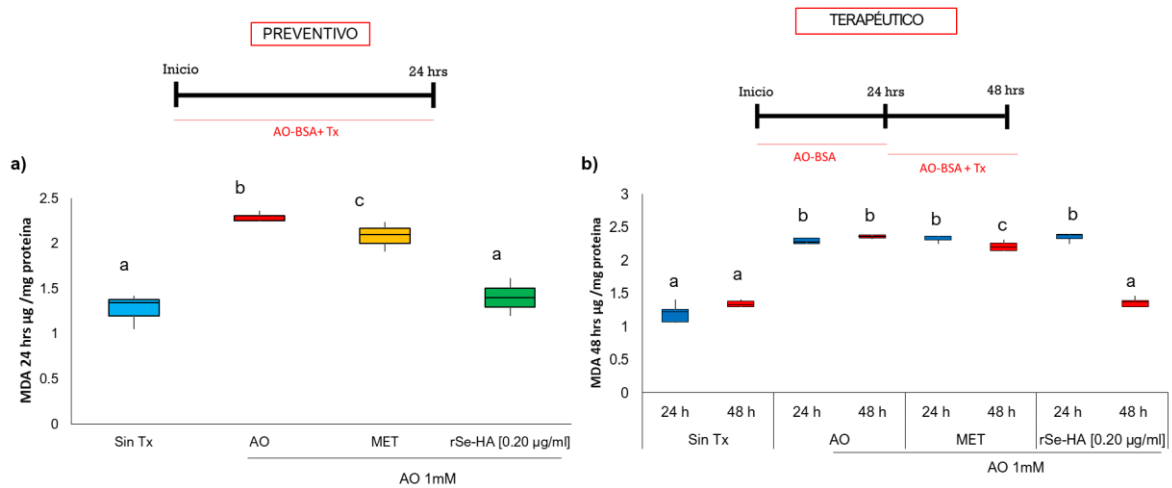 PREVENTIVO
Inicio
24 hrs
AO-BSA+ Tx
a)
MDA 24 hrs µg /mg proteína
2.5
2
1.5
1
0.5
0
a
b
c
a
Sin Tx
AO
MET
rSe-HA [0.20 µg/ml]
AO 1mM
TERAPÉUTICO
Inicio
24 hrs
48 hrs
AO-BSA
AO-BSA + Tx
b)
MDA 48 hrs µg /mg proteína
3
2.5
2
1.5
1
0.5
0
a
a
b
b
b
c
b
a
24 h
48 h
24 h
48 h
24 h
48 h
24 h
48 h
Sin Tx
AO
MET
rSe-HA [0.20 µg/ml]
AO 1mM